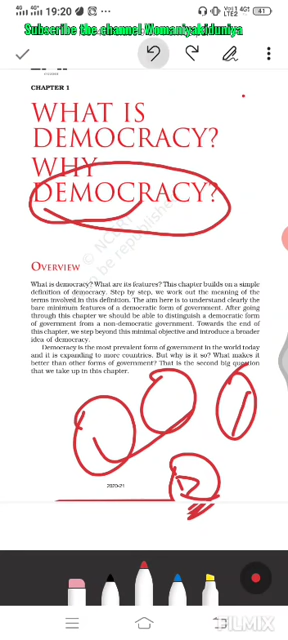 19:20
Subscribe the channel Womaniyakiduniya
CHAPTER 1
WHAT IS
DEMOCRACY?
WHY
DEMOCRACY?
OVERVIEW
What is democracy? What are its features? This chapter builds on a simple
definition of democracy. Step by step, we work out the meaning of the
terms involved in this definition. The aim here is to understand clearly the
bare minimum features of a democratic form of government. After going
through this chapter we should be able to distinguish a democratic form
of government from a non-democratic government. Towards the end of
this chapter, we step beyond this minimal objective and introduce a broader
idea of democracy.
Democracy is the most prevalent form of government in the world today
and it is expanding to more countries. But why is it so? What makes it
better than other forms of government? That is the second big question
that we take up in this chapter.
1
2
2020-21
FILMIX